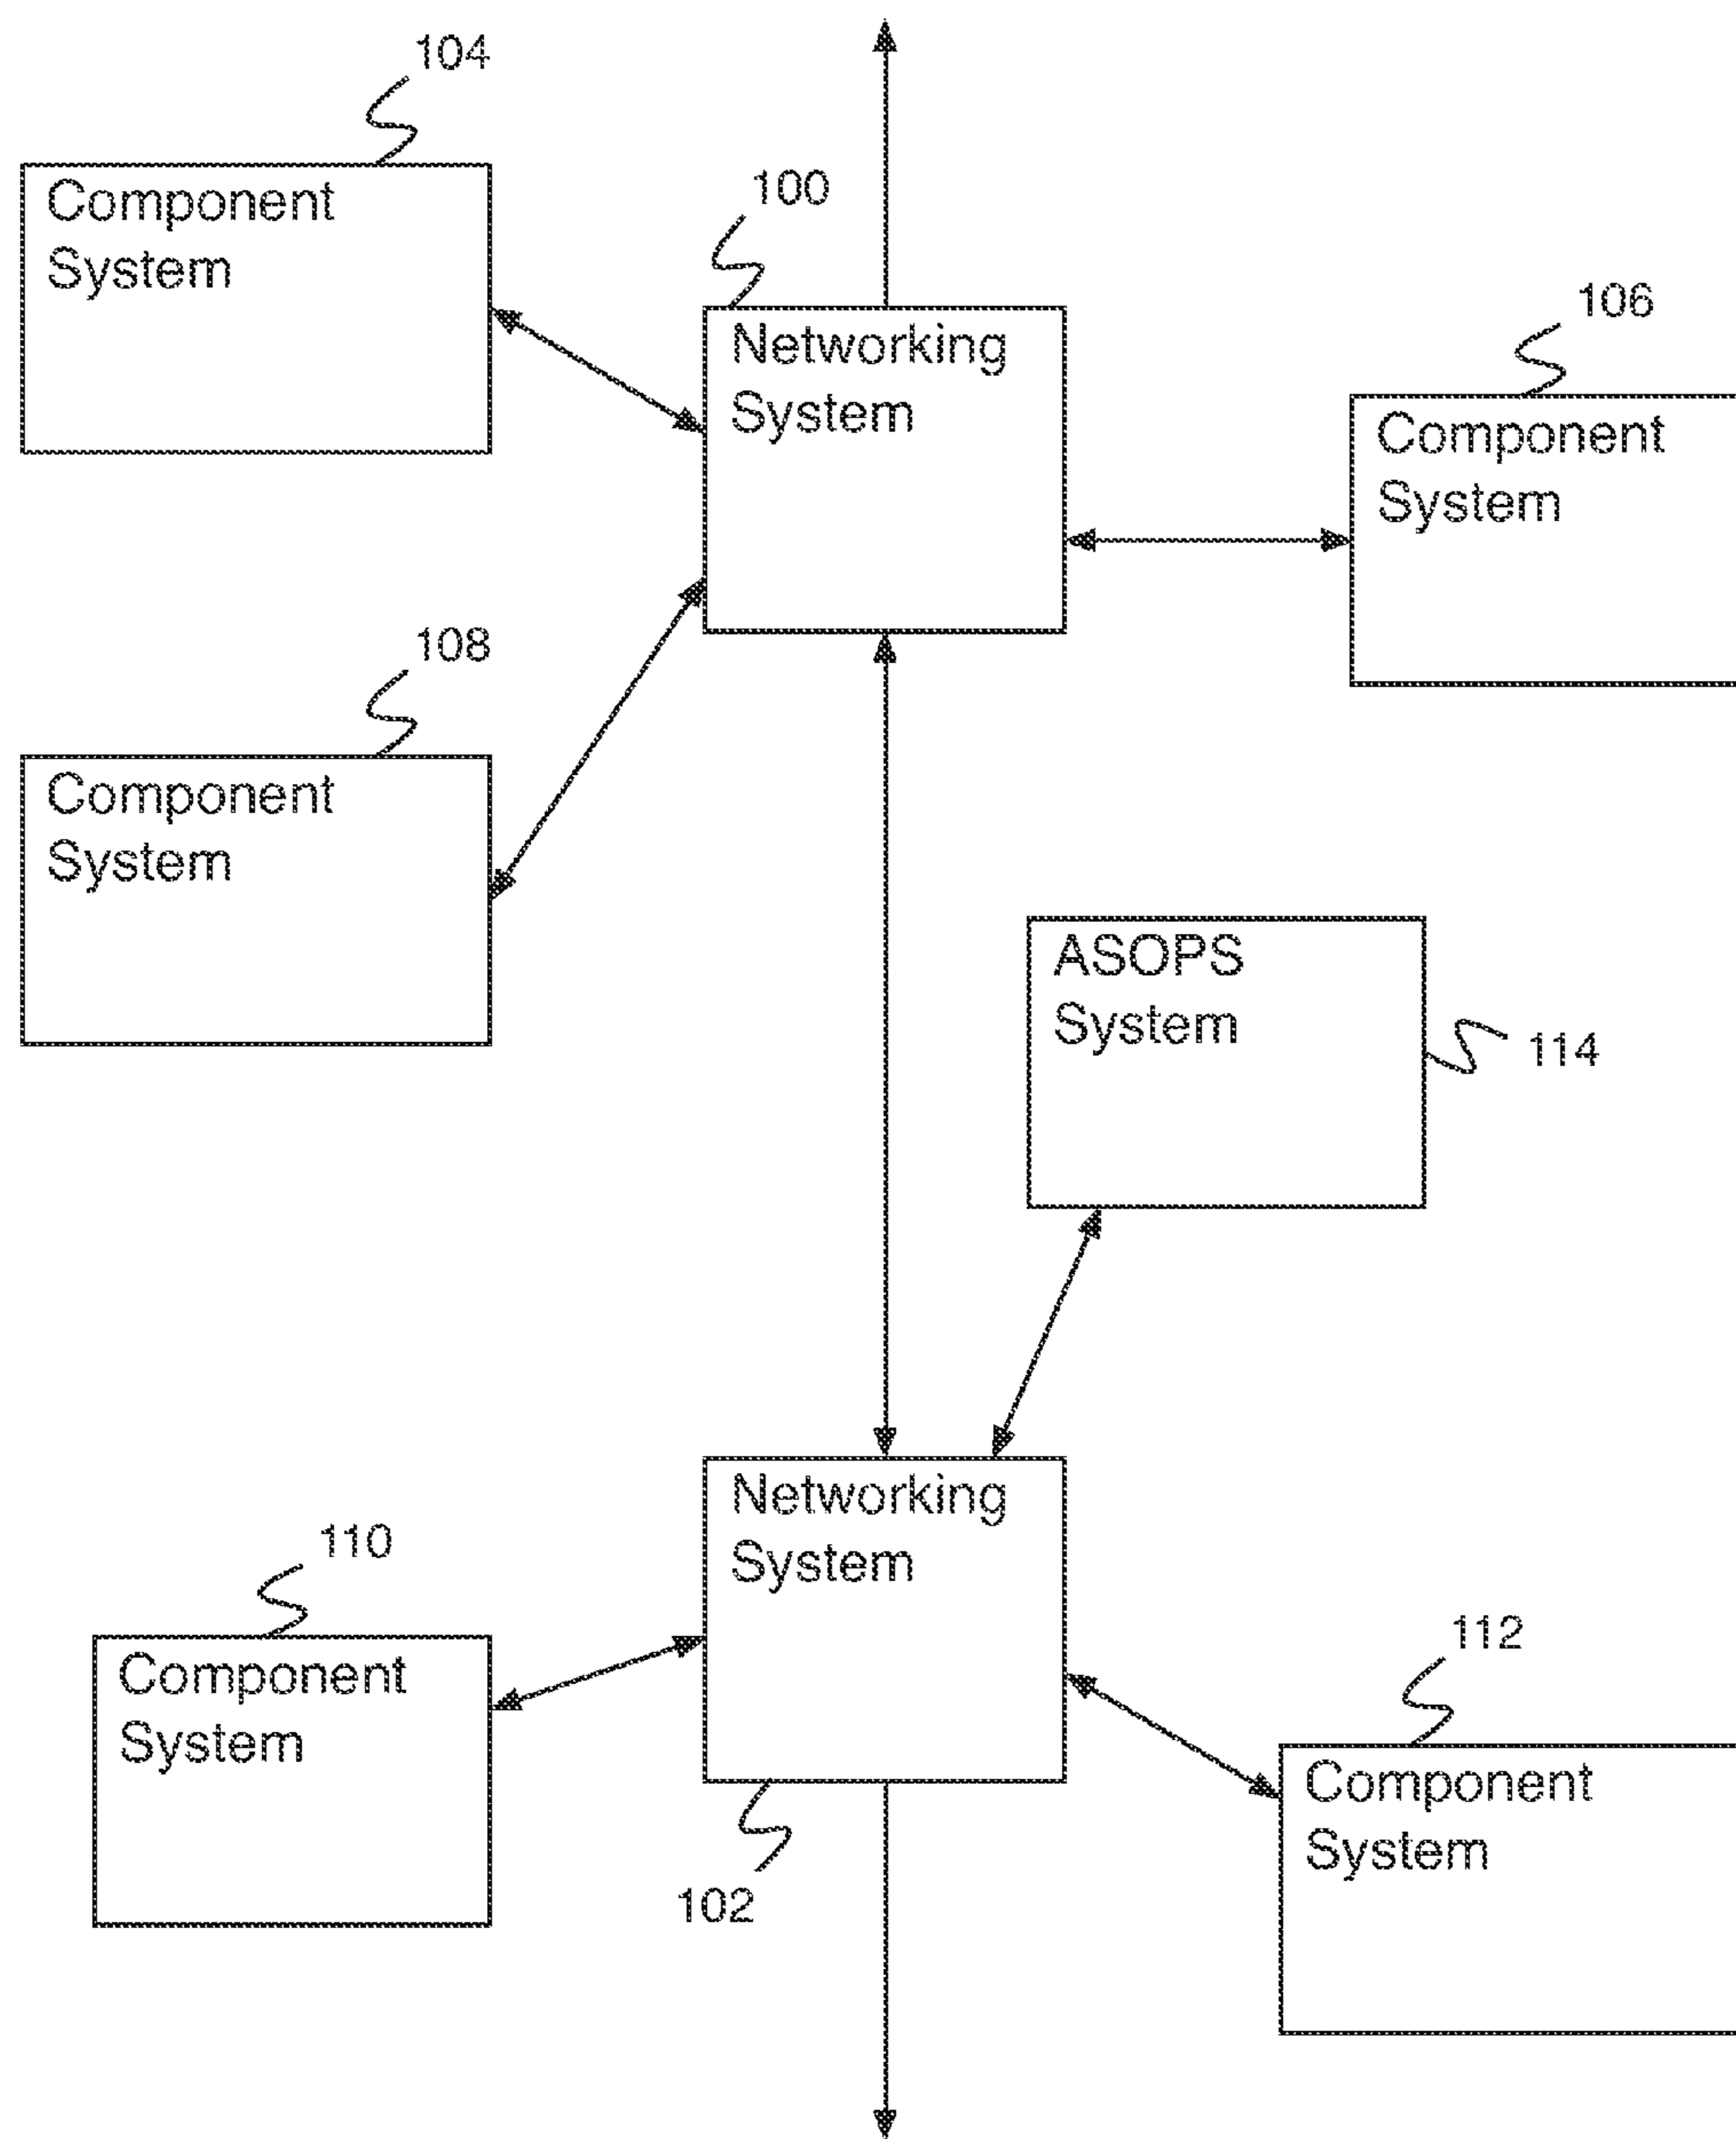 104
Component
System
100
Networking
System
106
Component
System
108
Component
System
ASOPS
System
114
Networking
System
110
Component
System
112
Component
System
102